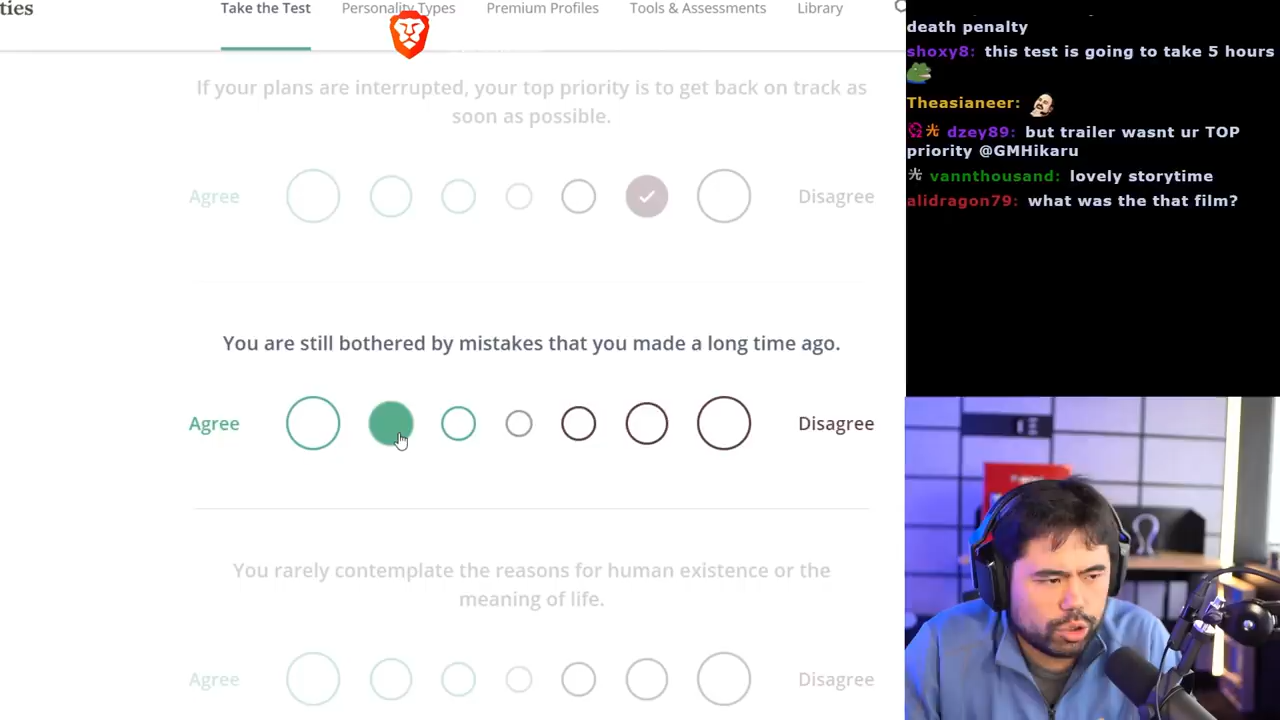 ties
Take the Test
Personality Types
Premium Profiles
Tools & Assessments
Library
If your plans are interrupted, your top priority is to get back on track as
soon as possible.
Agree
Disagree
You are still bothered by mistakes that you made a long time ago.
Agree
Disagree
You rarely contemplate the reasons for human existence or the
meaning of life.
Agree
Disagree
death penalty
shoxy8: this test is going to take 5 hours
Theasianeer:
dzey89: but trailer wasnt ur TOP
priority @GMHikaru
vannthousand: lovely storytime
alidragon79: what was the that film?